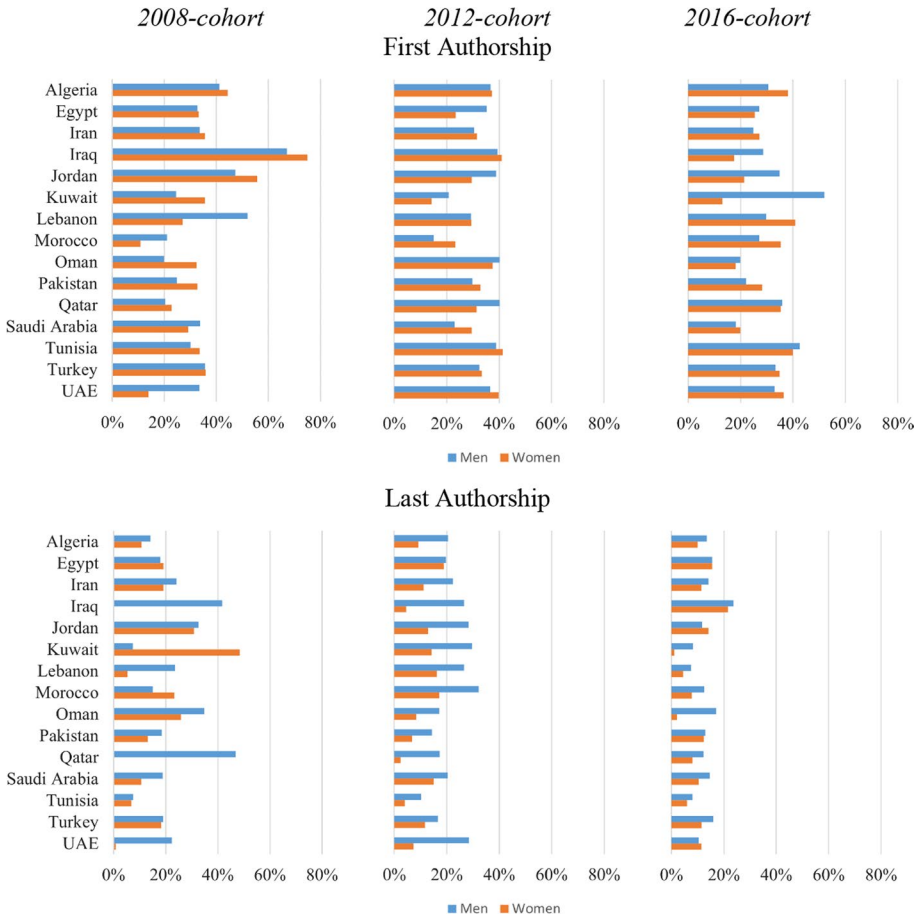 2008-cohort 2012-cohort 2016-cohort
First Authorship
Algeria
Egypt
Iran
Iraq
Jordan
Kuwait
Lebanon
Morocco
Oman
Pakistan
Qatar
Saudi Arabia
Tunisia
Turkey
UAE
0% 20% 40% 60% 80% 0% 20% 40% 60% 80% 0% 20% 40% 60% 80%
Men Women
Last Authorship
Algeria
Egypt
Iran
Iraq
Jordan
Kuwait
Lebanon
Morocco
Oman
Pakistan
Qatar
Saudi Arabia
Tunisia
Turkey
UAE
0% 20% 40% 60% 80% 0% 20% 40% 60% 80% 0% 20% 40% 60% 80%
Men Women